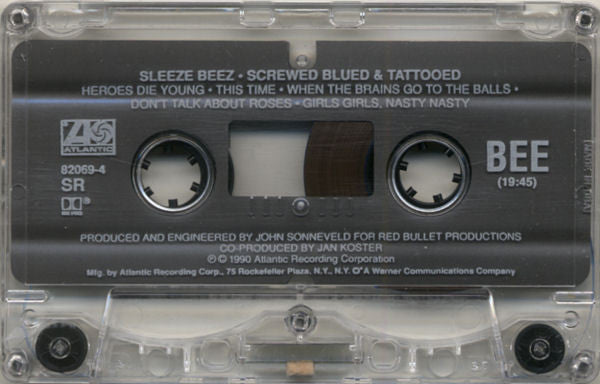 SLEEZE BEEZ • SCREWED BLUED & TATTOOED
HEROES DIE YOUNG • THIS TIME • WHEN THE BRAINS GO TO THE BALLS •
DON'T TALK ABOUT ROSES • GIRLS GIRLS, NASTY NASTY
ATLANTIC
82069-4
SR
BEE
(19:45)
PRODUCED AND ENGINEERED BY JOHN SONNEVELD FOR RED BULLET PRODUCTIONS
CO-PRODUCED BY JAN KOSTER
℗ © 1990 Atlantic Recording Corporation
Mfg. by Atlantic Recording Corp., 75 Rockefeller Plaza, N.Y., N.Y. A Warner Communications Company